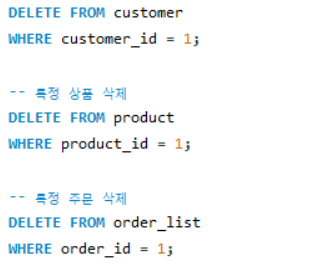 DELETE FROM customer
WHERE customer_id = 1;
-- 특정 상품 삭제
DELETE FROM product
WHERE product_id = 1;
-- 특정 주문 삭제
DELETE FROM order_list
WHERE order_id = 1;